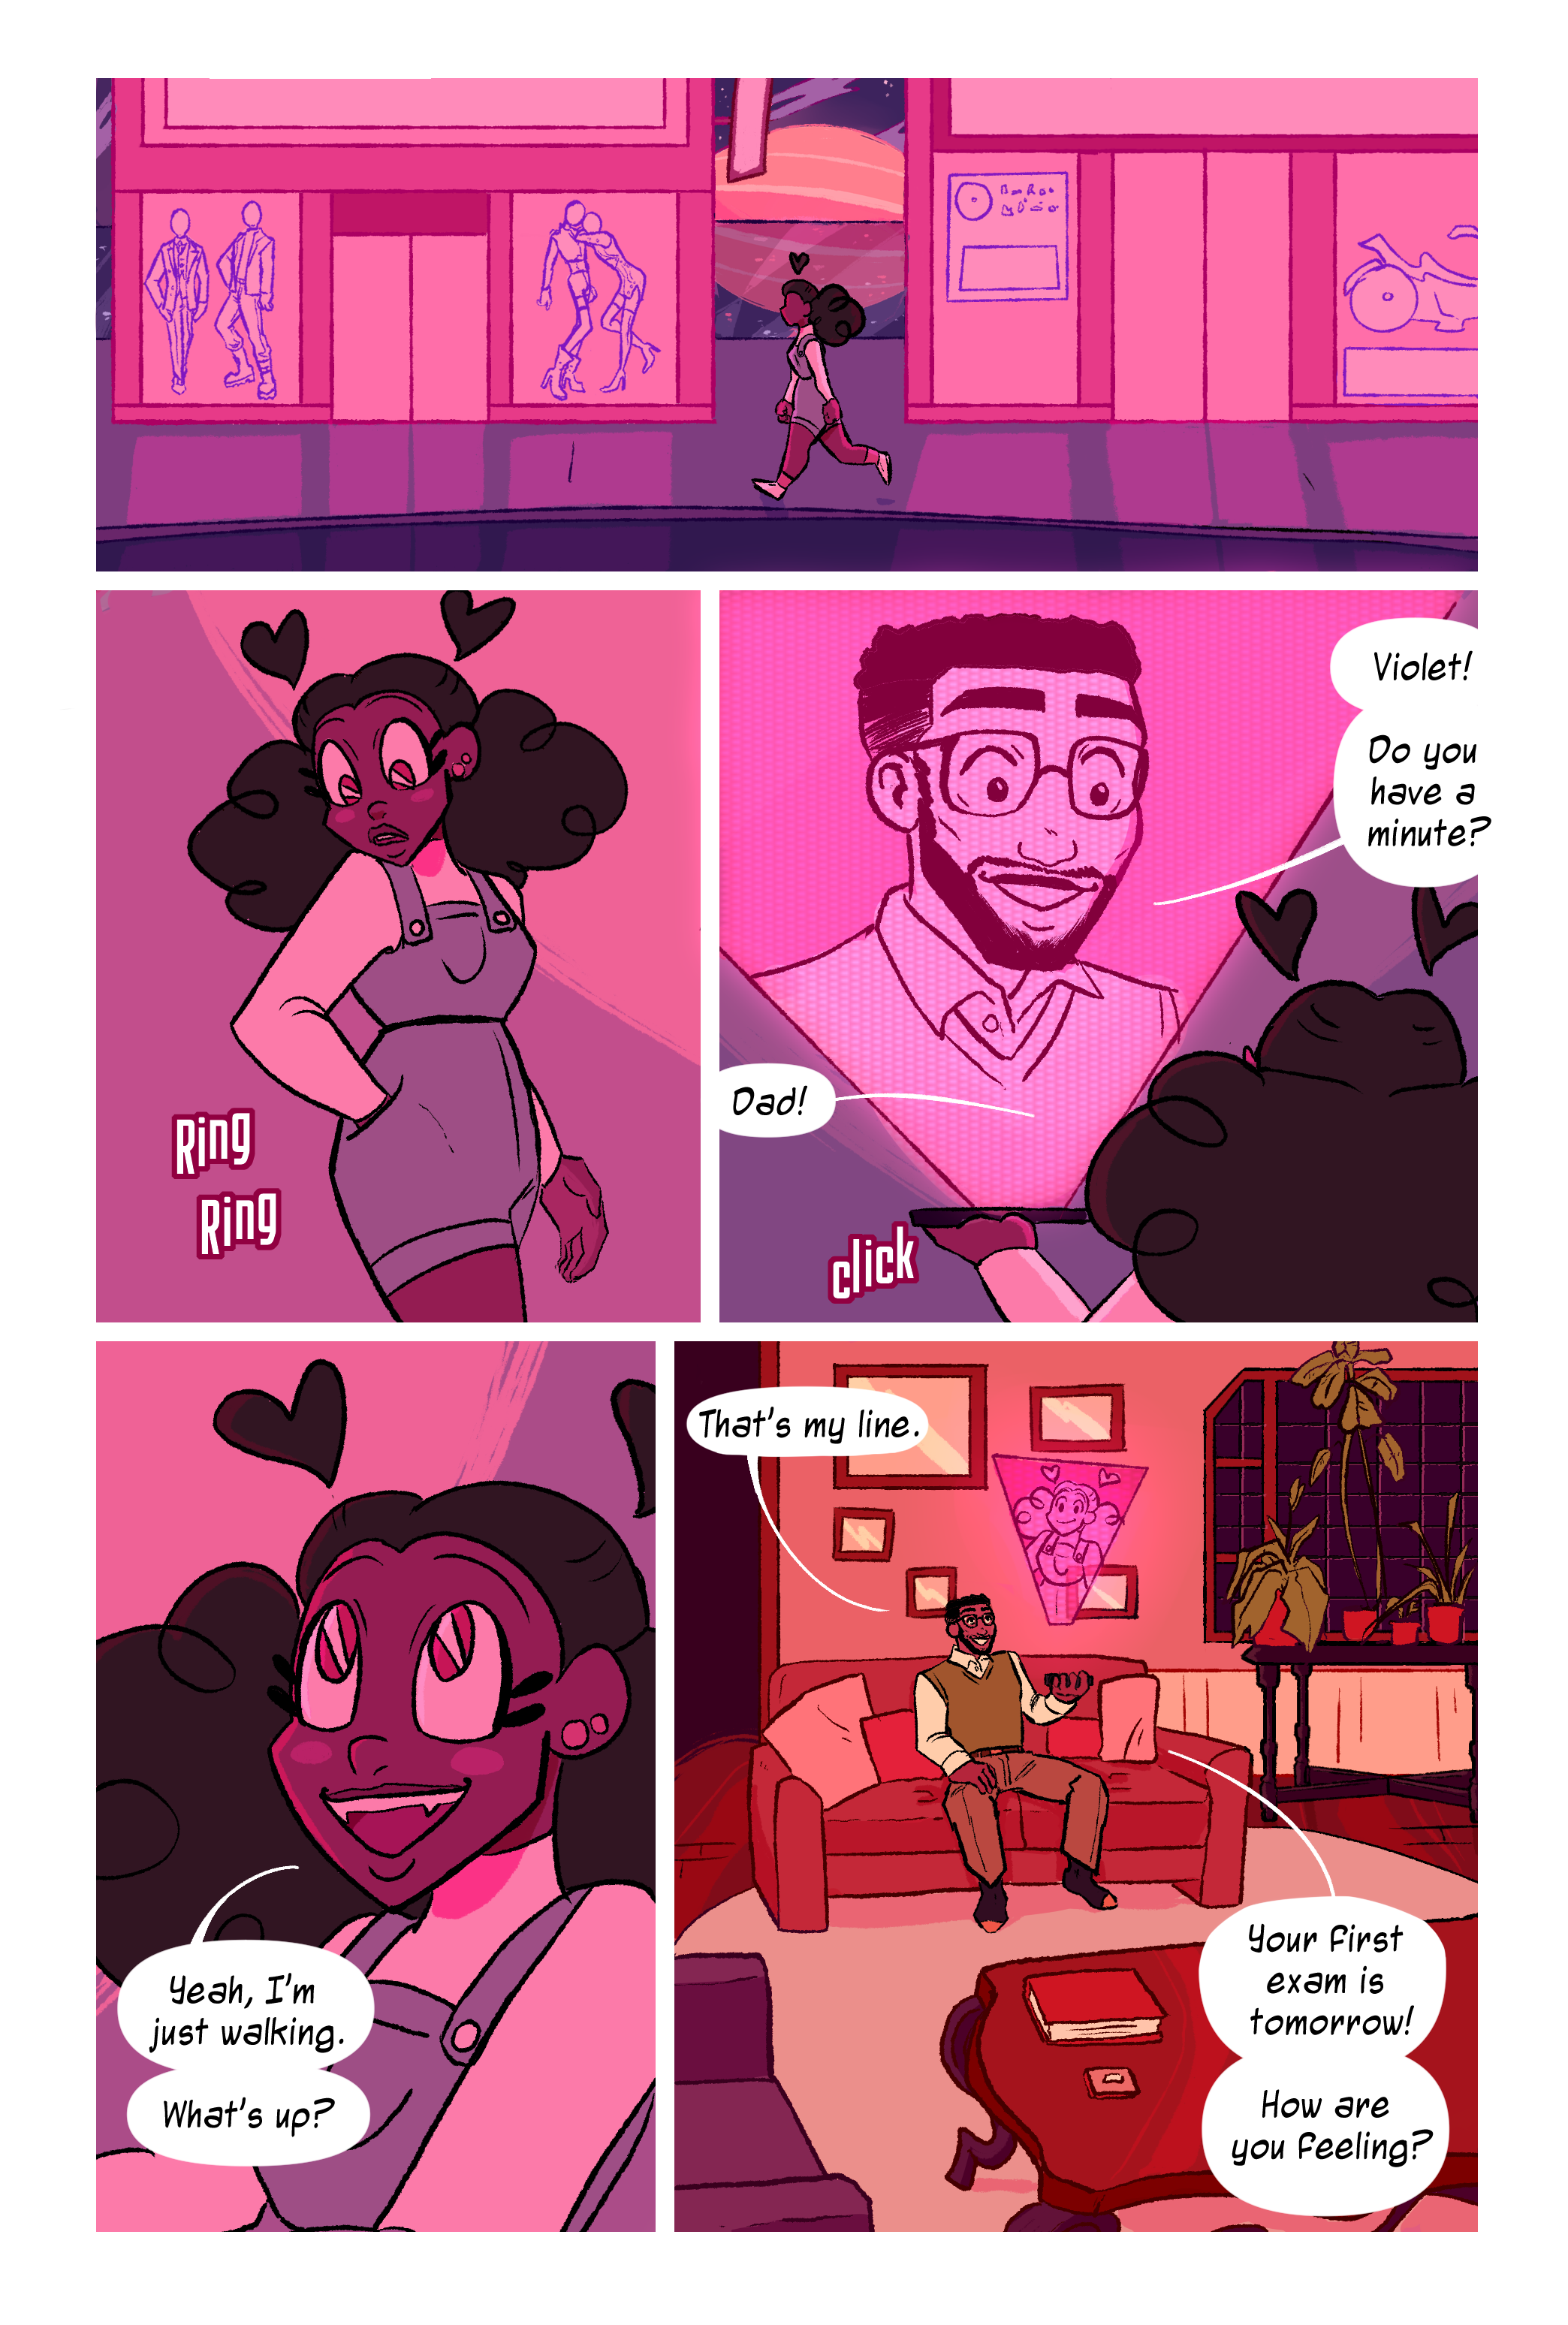 Ring
Ring
Violet!
Do you
have a
minute?
Dad!
click
Yeah, I'm
just walking.
What's up?
That's my line.
Your first
exam is
tomorrow!
How are
you feeling?